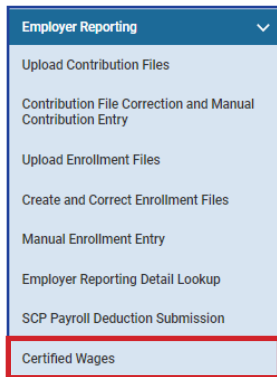 Employer Reporting
Upload Contribution Files
Contribution File Correction and Manual
Contribution Entry
Upload Enrollment Files
Create and Correct Enrollment Files
Manual Enrollment Entry
Employer Reporting Detail Lookup
SCP Payroll Deduction Submission
Certified Wages